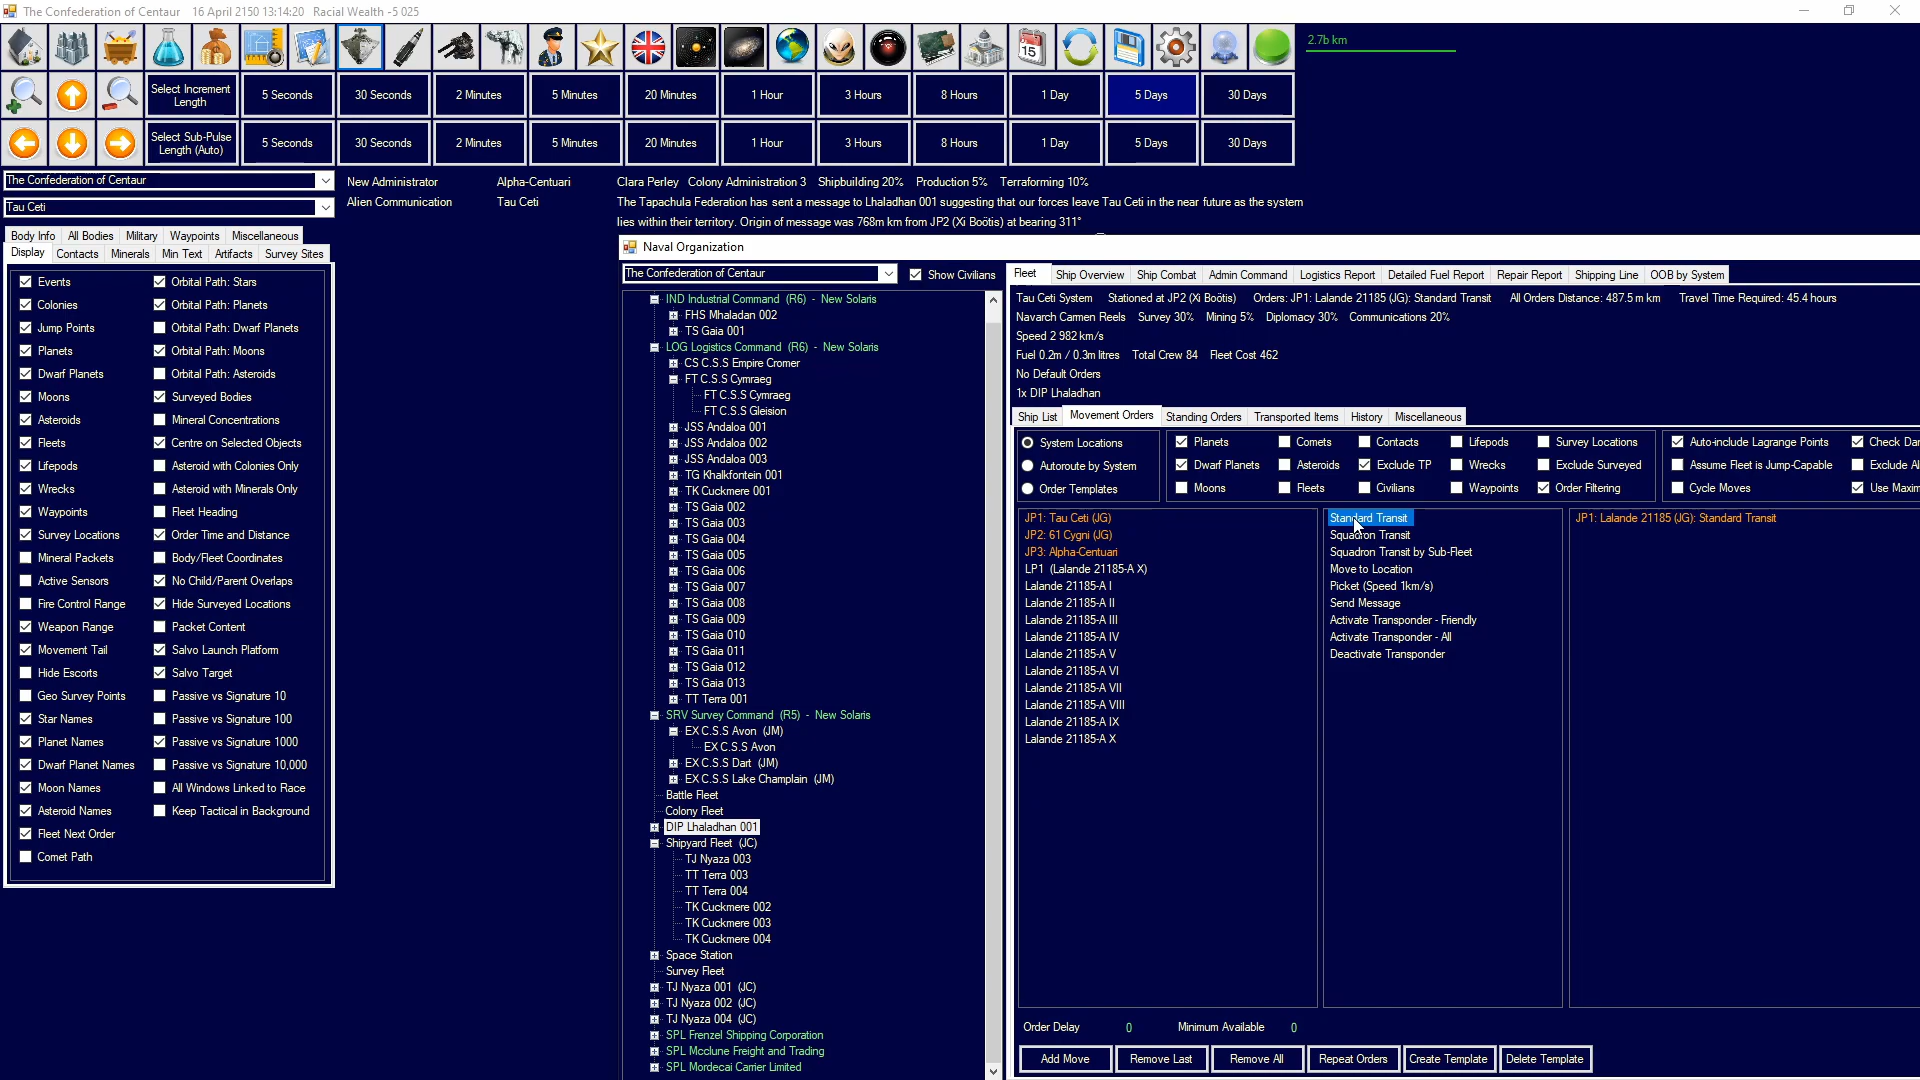 The Confederation of Centaur   16 April 2150 13:14:20   Racial Wealth -5 025
2.7b km
15
Select Increment Length
5 Seconds
30 Seconds
2 Minutes
5 Minutes
20 Minutes
1 Hour
3 Hours
8 Hours
1 Day
5 Days
30 Days
Select Sub-Pulse Length (Auto)
5 Seconds
30 Seconds
2 Minutes
5 Minutes
20 Minutes
1 Hour
3 Hours
8 Hours
1 Day
5 Days
30 Days
The Confederation of Centaur
Tau Ceti
New Administrator   Alpha-Centuari   Clara Perley   Colony Administration 3   Shipbuilding 20%   Production 5%   Terraforming 10%
Alien Communication   Tau Ceti   The Tapachula Federation has sent a message to Lhaladhan 001 suggesting that our forces leave Tau Ceti in the near future as the system
lies within their territory. Origin of message was 768m km from JP2 (Xi Boötis) at bearing 311°
Body Info   All Bodies   Military   Waypoints   Miscellaneous
Display   Contacts   Minerals   Min Text   Artifacts   Survey Sites
Events   Orbital Path: Stars
Colonies   Orbital Path: Planets
Jump Points   Orbital Path: Dwarf Planets
Planets   Orbital Path: Moons
Dwarf Planets   Orbital Path: Asteroids
Moons   Surveyed Bodies
Asteroids   Mineral Concentrations
Fleets   Centre on Selected Objects
Lifepods   Asteroid with Colonies Only
Wrecks   Asteroid with Minerals Only
Waypoints   Fleet Heading
Survey Locations   Order Time and Distance
Mineral Packets   Body/Fleet Coordinates
Active Sensors   No Child/Parent Overlaps
Fire Control Range   Hide Surveyed Locations
Weapon Range   Packet Content
Movement Tail   Salvo Launch Platform
Hide Escorts   Salvo Target
Geo Survey Points   Passive vs Signature 10
Star Names   Passive vs Signature 100
Planet Names   Passive vs Signature 1000
Dwarf Planet Names   Passive vs Signature 10,000
Moon Names   All Windows Linked to Race
Asteroid Names   Keep Tactical in Background
Fleet Next Order
Comet Path
Naval Organization
The Confederation of Centaur   Show Civilians
IND Industrial Command (R6) - New Solaris
FHS Mhaladan 002
TS Gaia 001
LOG Logistics Command (R6) - New Solaris
CS C.S.S Empire Cromer
FT C.S.S Cymraeg
FT C.S.S Cymraeg
FT C.S.S Gleision
JSS Andaloa 001
JSS Andaloa 002
JSS Andaloa 003
TG Khalkfontein 001
TK Cuckmere 001
TS Gaia 002
TS Gaia 003
TS Gaia 004
TS Gaia 005
TS Gaia 006
TS Gaia 007
TS Gaia 008
TS Gaia 009
TS Gaia 010
TS Gaia 011
TS Gaia 012
TS Gaia 013
TT Terra 001
SRV Survey Command (R5) - New Solaris
EX C.S.S Avon (JM)
EX C.S.S Avon
EX C.S.S Dart (JM)
EX C.S.S Lake Champlain (JM)
Battle Fleet
Colony Fleet
DIP Lhaladhan 001
Shipyard Fleet (JC)
TJ Nyaza 003
TT Terra 003
TT Terra 004
TK Cuckmere 002
TK Cuckmere 003
TK Cuckmere 004
Space Station
Survey Fleet
TJ Nyaza 001 (JC)
TJ Nyaza 002 (JC)
TJ Nyaza 004 (JC)
SPL Frenzel Shipping Corporation
SPL Mcclune Freight and Trading
SPL Mordecai Carrier Limited
Fleet   Ship Overview   Ship Combat   Admin Command   Logistics Report   Detailed Fuel Report   Repair Report   Shipping Line   OOB by System
Tau Ceti System   Stationed at JP2 (Xi Boötis)   Orders: JP1: Lalande 21185 (JG): Standard Transit   All Orders Distance: 487.5 m km   Travel Time Required: 45.4 hours
Navarch Carmen Reels   Survey 30%   Mining 5%   Diplomacy 30%   Communications 20%
Speed 2 982 km/s
Fuel 0.2m / 0.3m litres   Total Crew 84   Fleet Cost 462
No Default Orders
1x DIP Lhaladhan
Ship List   Movement Orders   Standing Orders   Transported Items   History   Miscellaneous
System Locations   Planets   Comets   Contacts   Lifepods   Survey Locations   Auto-include Lagrange Points   Check Dan
Autoroute by System   Dwarf Planets   Asteroids   Exclude TP   Wrecks   Exclude Surveyed   Assume Fleet is Jump-Capable   Exclude Al
Order Templates   Moons   Fleets   Civilians   Waypoints   Order Filtering   Cycle Moves   Use Maxim
JP1: Tau Ceti (JG)
JP2: 61 Cygni (JG)
JP3: Alpha-Centuari
LP1 (Lalande 21185-A X)
Lalande 21185-A I
Lalande 21185-A II
Lalande 21185-A III
Lalande 21185-A IV
Lalande 21185-A V
Lalande 21185-A VI
Lalande 21185-A VII
Lalande 21185-A VIII
Lalande 21185-A IX
Lalande 21185-A X
Standard Transit
Squadron Transit
Squadron Transit by Sub-Fleet
Move to Location
Picket (Speed 1km/s)
Send Message
Activate Transponder - Friendly
Activate Transponder - All
Deactivate Transponder
JP1: Lalande 21185 (JG): Standard Transit
Order Delay   0   Minimum Available   0
Add Move   Remove Last   Remove All   Repeat Orders   Create Template   Delete Template